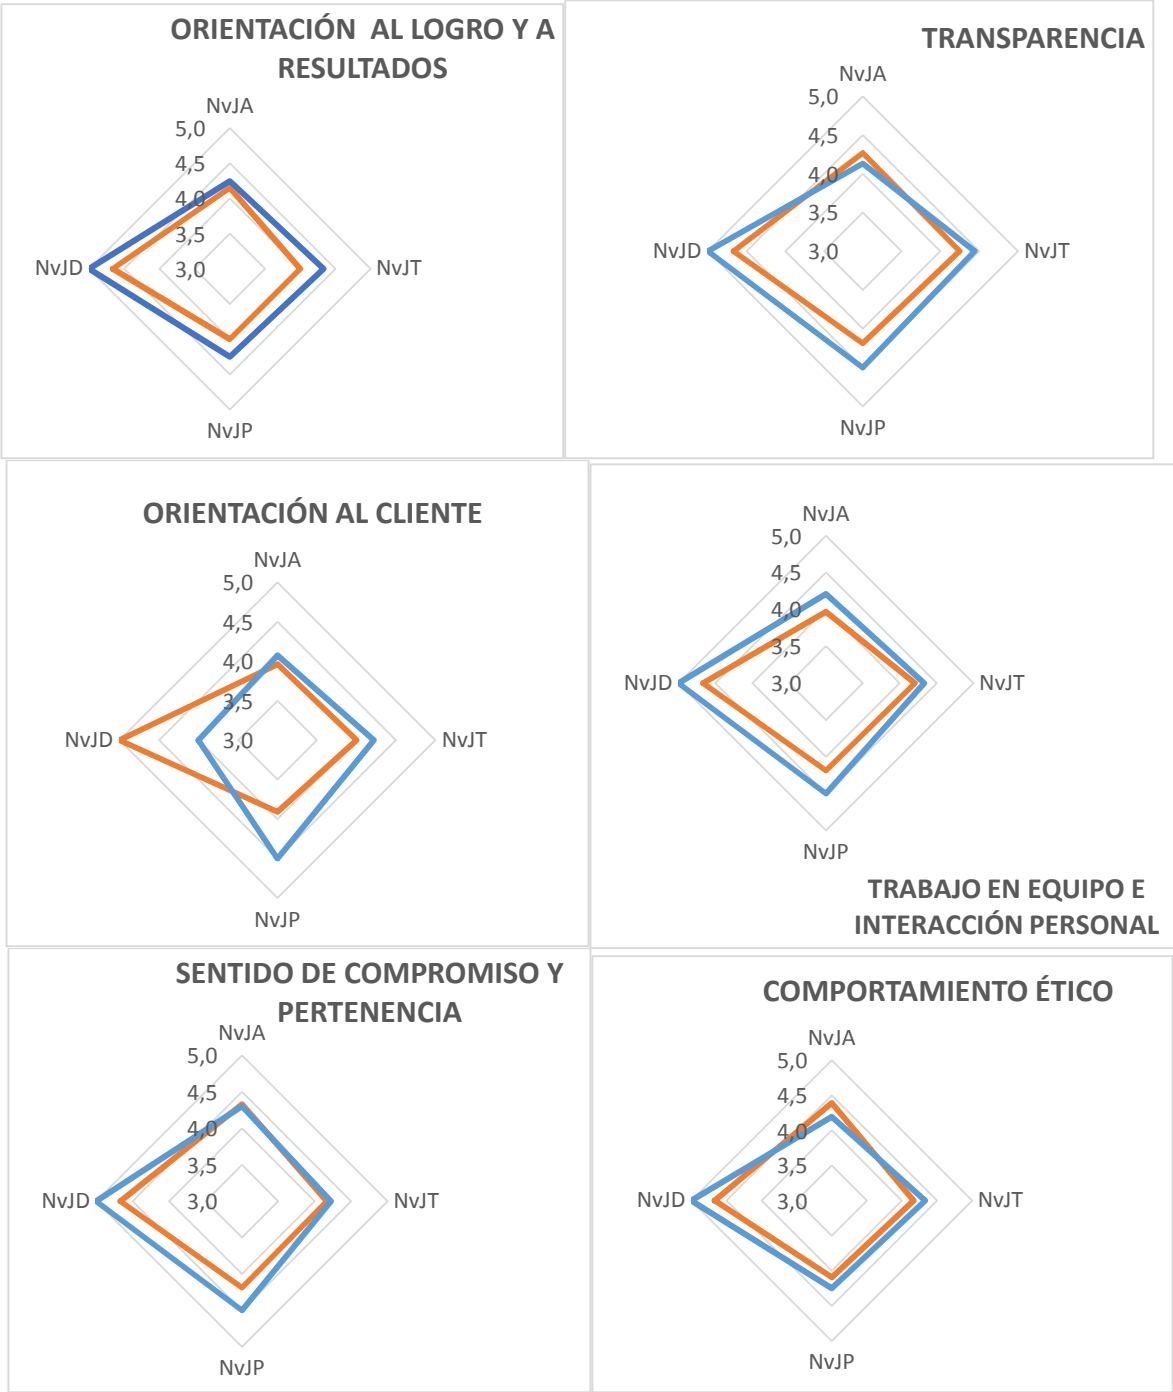 ORIENTACIÓN AL LOGRO Y A
RESULTADOS
NvJA
5,0
4,5
4,0
3,5
3,0
NvJD
NvJT
NvJP
TRANSPARENCIA
NvJA
5,0
4,5
4,0
3,5
3,0
NvJD
NvJT
NvJP
ORIENTACIÓN AL CLIENTE
NvJA
5,0
4,5
4,0
3,5
3,0
NvJD
NvJT
NvJP
NvJA
5,0
4,5
4,0
3,5
3,0
NvJD
NvJT
NvJP
TRABAJO EN EQUIPO E
INTERACCIÓN PERSONAL
SENTIDO DE COMPROMISO Y
PERTENENCIA
NvJA
5,0
4,5
4,0
3,5
3,0
NvJD
NvJT
NvJP
COMPORTAMIENTO ÉTICO
NvJA
5,0
4,5
4,0
3,5
3,0
NvJD
NvJT
NvJP